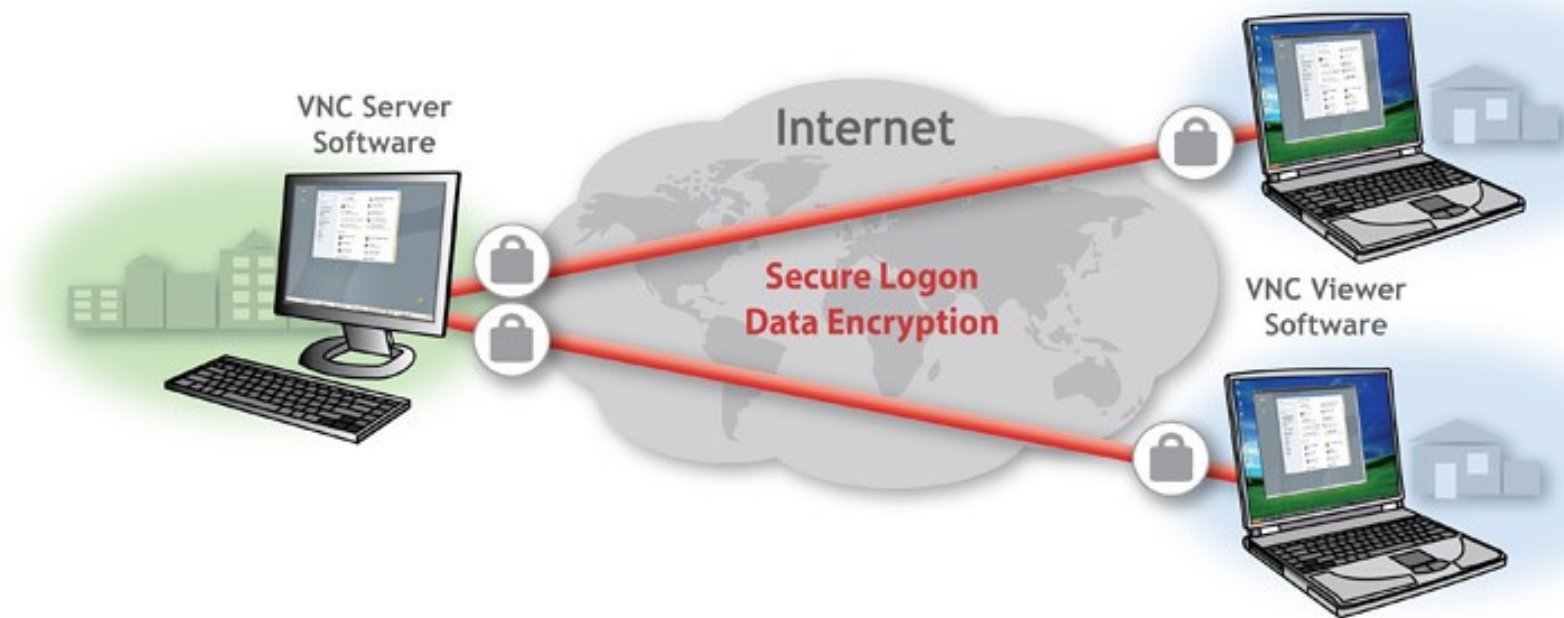 VNC Server
Software
Internet
Secure Logon
Data Encryption
VNC Viewer
Software